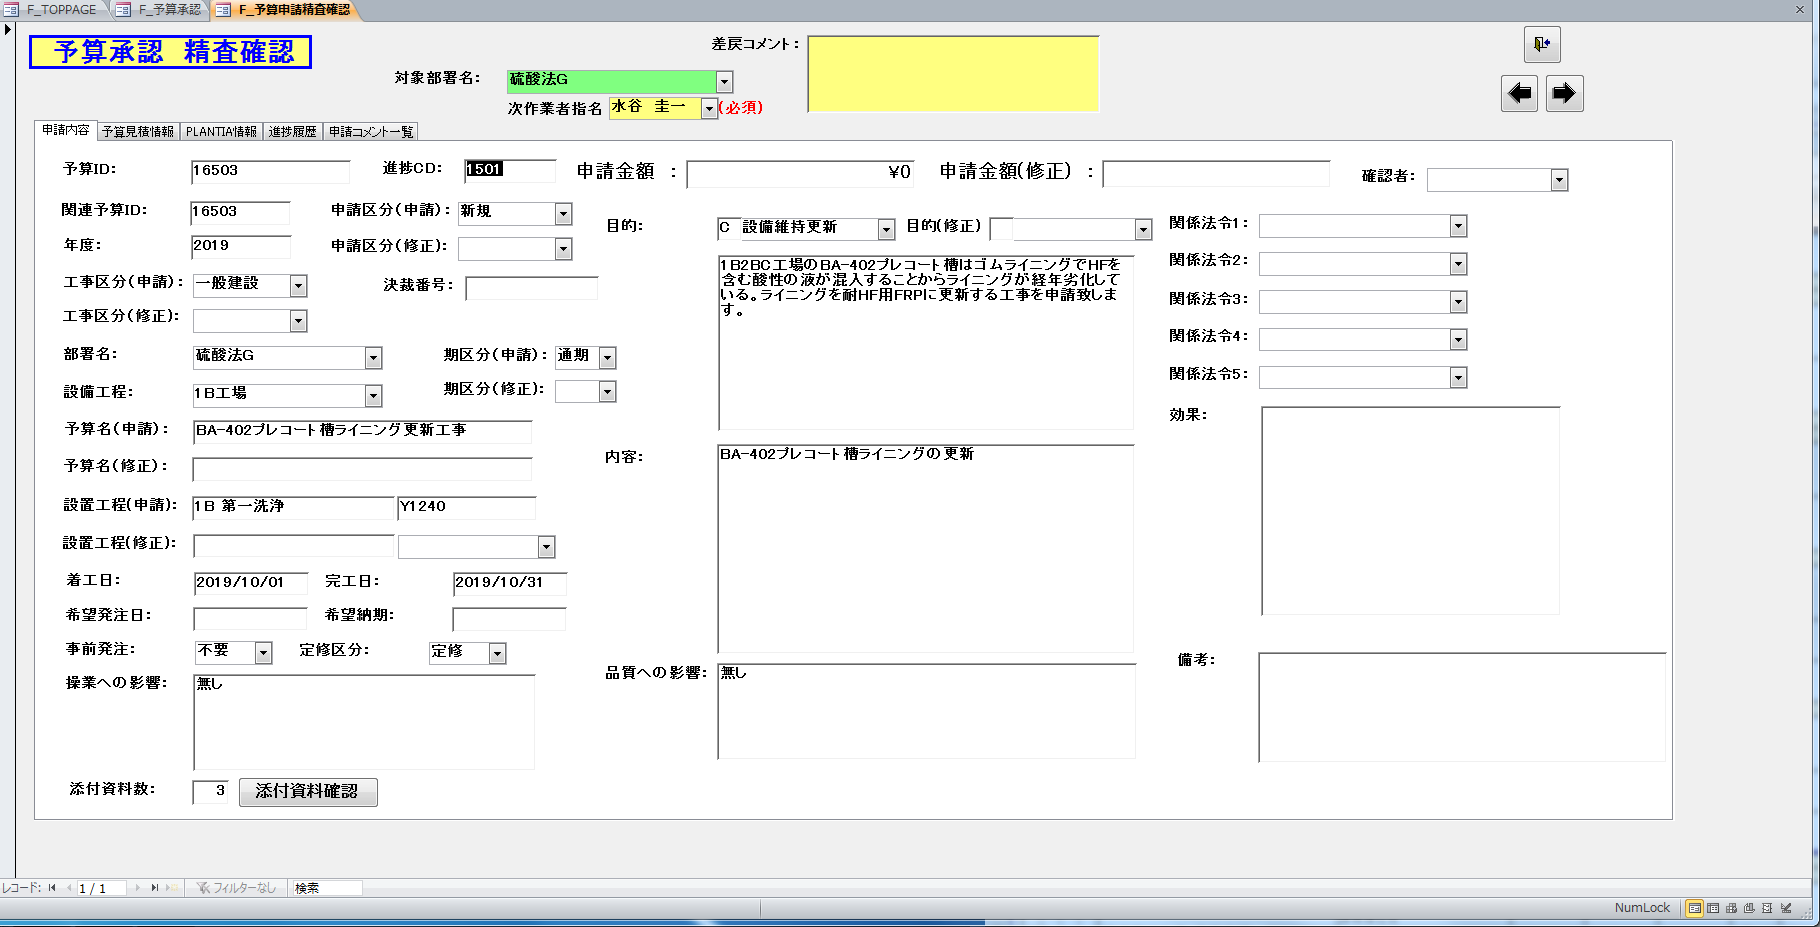 F_TOPPAGE F_予算承認 F_予算申請精査確認
予算承認 精査確認
差戻コメント：
対象部署名： 硫酸法G
次作業者指名 水谷 圭一 (必須)
申請内容 予算見積情報 PLANTIA情報 進捗履歴 申請コメント一覧
予算ID： 16503 進捗CD： 1501 申請金額 ： ¥0 申請金額(修正) ： 確認者：
関連予算ID： 16503 申請区分(申請)： 新規 目的： C 設備維持更新 目的(修正) 関係法令1：
年度： 2019 申請区分(修正)： 関係法令2：
工事区分(申請)： 一般建設 決裁番号： 関係法令3：
工事区分(修正)： 関係法令4：
1B2BC工場のBA-402プレコート槽はゴムライニングでHFを
含む酸性の液が混入することからライニングが経年劣化して
いる。ライニングを耐HF用FRPに更新する工事を申請致しま
す。
部署名： 硫酸法G 期区分(申請)： 通期 関係法令5：
設備工程： 1B工場 期区分(修正)：
予算名(申請)： BA-402プレコート槽ライニング更新工事 効果：
予算名(修正)： 内容： BA-402プレコート槽ライニングの更新
設置工程(申請)： 1B 第一洗浄 Y1240
設置工程(修正)：
着工日： 2019/10/01 完工日： 2019/10/31
希望発注日： 希望納期：
事前発注： 不要 定修区分： 定修
操業への影響： 無し 品質への影響： 無し 備考：
添付資料数： 3 添付資料確認
レコード： 1 / 1 フィルターなし 検索
NumLock